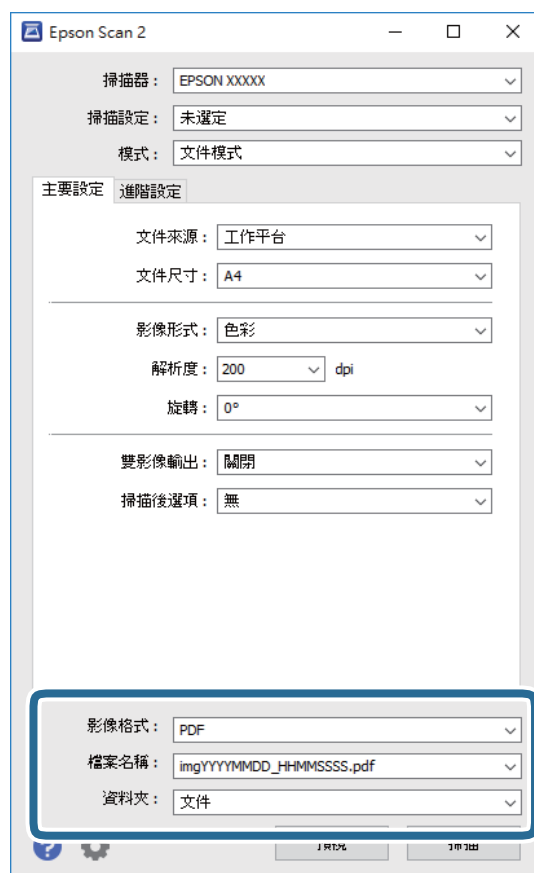 Epson Scan 2
掃描器： EPSON XXXXX
掃描設定： 未選定
模式： 文件模式
主要設定 進階設定
文件來源： 工作平台
文件尺寸： A4
影像形式： 色彩
解析度： 200 dpi
旋轉： 0°
雙影像輸出： 關閉
掃描後選項： 無
影像格式： PDF
檔案名稱： imgYYYYMMDD_HHMMSSSS.pdf
資料夾： 文件
? 預視 掃描